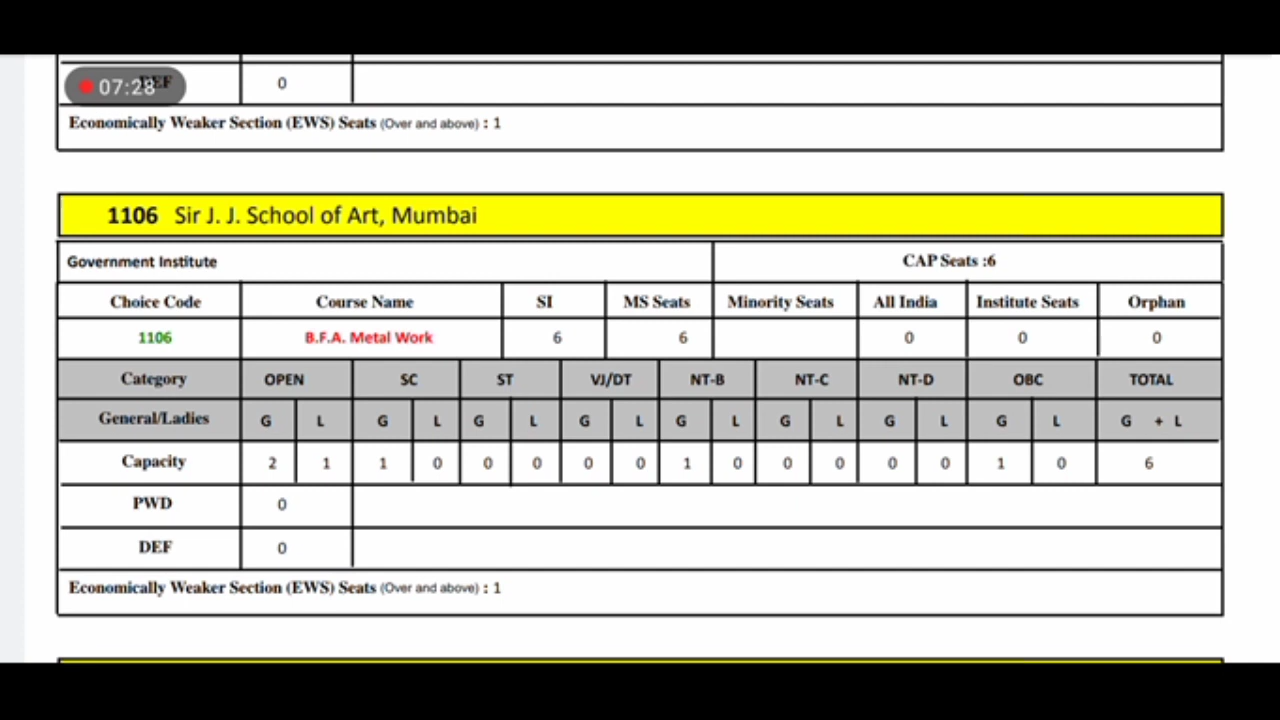 07:28
DEF 0
Economically Weaker Section (EWS) Seats (Over and above) : 1
1106 Sir J. J. School of Art, Mumbai
Government Institute CAP Seats :6
Choice Code Course Name SI MS Seats Minority Seats All India Institute Seats Orphan
1106 B.F.A. Metal Work 6 6 0 0 0
Category OPEN SC ST VJ/DT NT-B NT-C NT-D OBC TOTAL
General/Ladies G L G L G L G L G L G L G L G L G + L
Capacity 2 1 1 0 0 0 0 0 1 0 0 0 0 0 1 0 6
PWD 0
DEF 0
Economically Weaker Section (EWS) Seats (Over and above) : 1